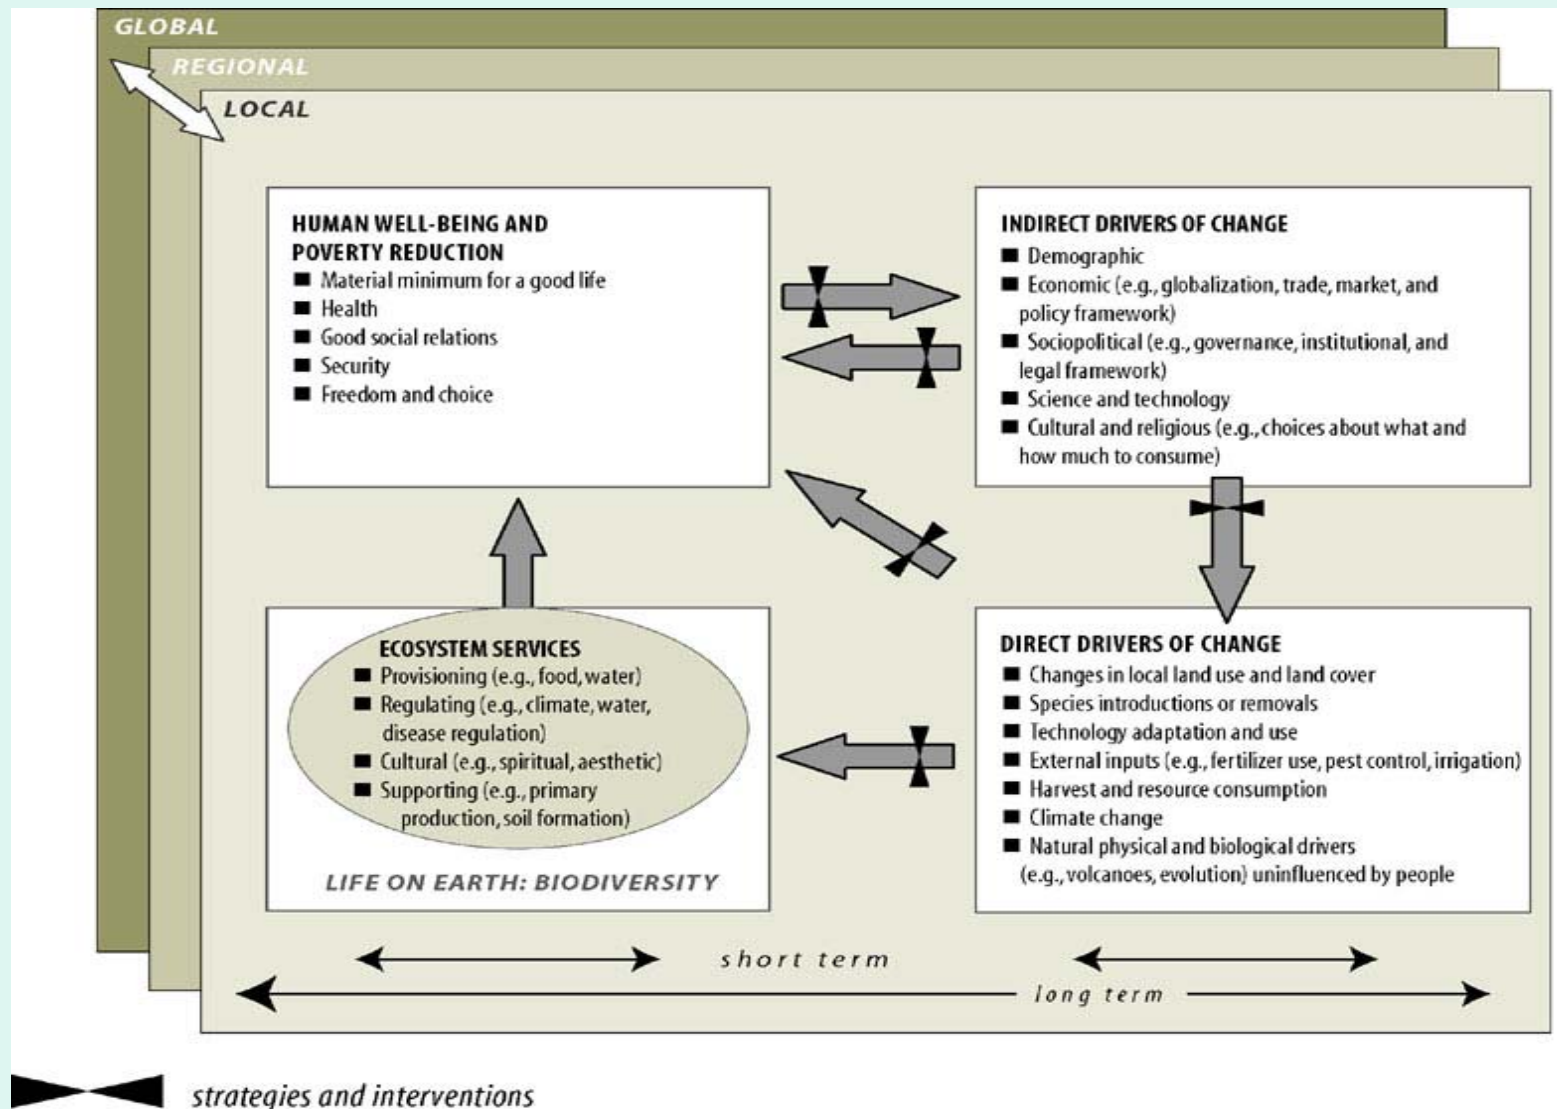 GLOBAL
REGIONAL
LOCAL
HUMAN WELL-BEING AND
POVERTY REDUCTION
■ Material minimum for a good life
■ Health
■ Good social relations
■ Security
■ Freedom and choice
INDIRECT DRIVERS OF CHANGE
■ Demographic
■ Economic (e.g., globalization, trade, market, and
policy framework)
■ Sociopolitical (e.g., governance, institutional, and
legal framework)
■ Science and technology
■ Cultural and religious (e.g., choices about what and
how much to consume)
ECOSYSTEM SERVICES
■ Provisioning (e.g., food, water)
■ Regulating (e.g., climate, water,
disease regulation)
■ Cultural (e.g., spiritual, aesthetic)
■ Supporting (e.g., primary
production, soil formation)
LIFE ON EARTH: BIODIVERSITY
DIRECT DRIVERS OF CHANGE
■ Changes in local land use and land cover
■ Species introductions or removals
■ Technology adaptation and use
■ External inputs (e.g., fertilizer use, pest control, irrigation)
■ Harvest and resource consumption
■ Climate change
■ Natural physical and biological drivers
(e.g., volcanoes, evolution) uninfluenced by people
short term
long term
strategies and interventions